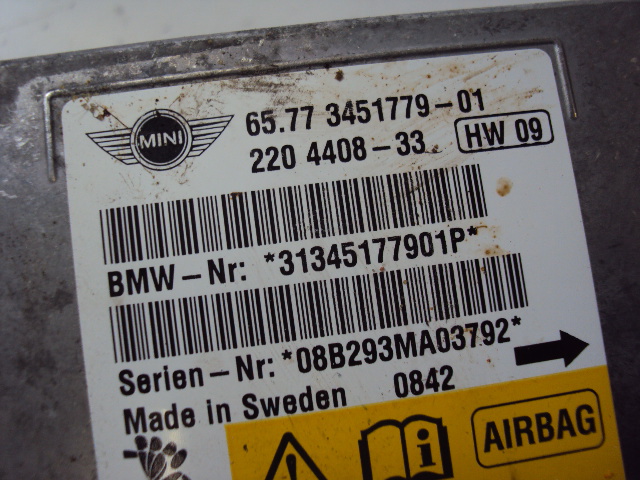 MINI
65.77 3451779-01
220 4408-33 HW 09
BMW-Nr: *31345177901P*
Serien-Nr: *08B293MA03792*
Made in Sweden 0842
i AIRBAG